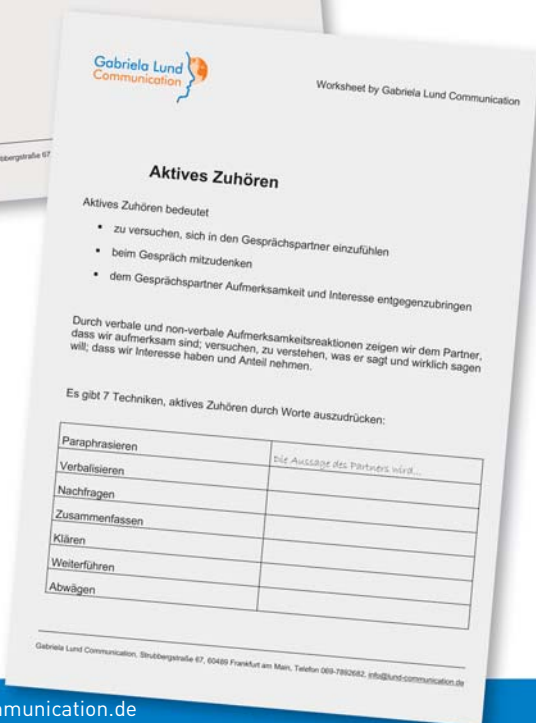 bbergstraße 67
Gabriela Lund
Communication
Worksheet by Gabriela Lund Communication
Aktives Zuhören
Aktives Zuhören bedeutet
▪ zu versuchen, sich in den Gesprächspartner einzufühlen
▪ beim Gespräch mitzudenken
▪ dem Gesprächspartner Aufmerksamkeit und Interesse entgegenzubringen
Durch verbale und non-verbale Aufmerksamkeitsreaktionen zeigen wir dem Partner,
dass wir aufmerksam sind; versuchen, zu verstehen, was er sagt und wirklich sagen
will; dass wir Interesse haben und Anteil nehmen.
Es gibt 7 Techniken, aktives Zuhören durch Worte auszudrücken:
Paraphrasieren Die Aussage des Partners wird...
Verbalisieren
Nachfragen
Zusammenfassen
Klären
Weiterführen
Abwägen
Gabriela Lund Communication, Strubbergstraße 67, 60489 Frankfurt am Main, Telefon 069-7892682, info@lund-communication.de
munication.de